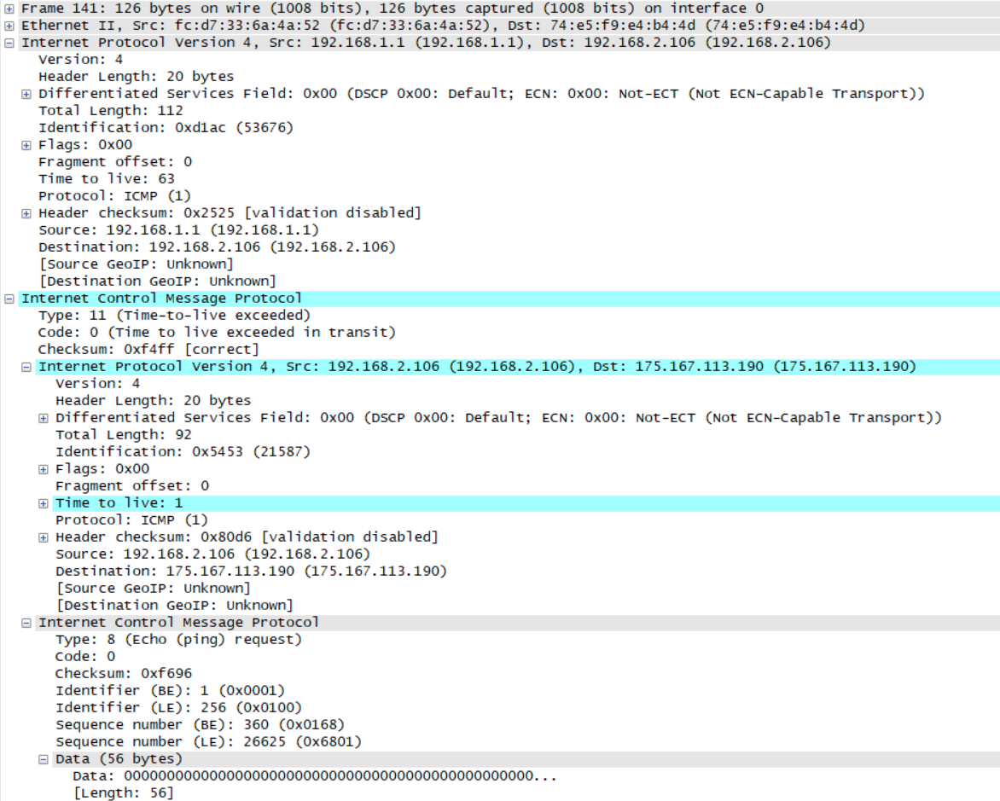 Frame 141: 126 bytes on wire (1008 bits), 126 bytes captured (1008 bits) on interface 0
Ethernet II, Src: fc:d7:33:6a:4a:52 (fc:d7:33:6a:4a:52), Dst: 74:e5:f9:e4:b4:4d (74:e5:f9:e4:b4:4d)
Internet Protocol Version 4, Src: 192.168.1.1 (192.168.1.1), Dst: 192.168.2.106 (192.168.2.106)
Version: 4
Header Length: 20 bytes
Differentiated Services Field: 0x00 (DSCP 0x00: Default; ECN: 0x00: Not-ECT (Not ECN-Capable Transport))
Total Length: 112
Identification: 0xd1ac (53676)
Flags: 0x00
Fragment offset: 0
Time to live: 63
Protocol: ICMP (1)
Header checksum: 0x2525 [validation disabled]
Source: 192.168.1.1 (192.168.1.1)
Destination: 192.168.2.106 (192.168.2.106)
[Source GeoIP: Unknown]
[Destination GeoIP: Unknown]
Internet Control Message Protocol
Type: 11 (Time-to-live exceeded)
Code: 0 (Time to live exceeded in transit)
Checksum: 0xf4ff [correct]
Internet Protocol Version 4, Src: 192.168.2.106 (192.168.2.106), Dst: 175.167.113.190 (175.167.113.190)
Version: 4
Header Length: 20 bytes
Differentiated Services Field: 0x00 (DSCP 0x00: Default; ECN: 0x00: Not-ECT (Not ECN-Capable Transport))
Total Length: 92
Identification: 0x5453 (21587)
Flags: 0x00
Fragment offset: 0
Time to live: 1
Protocol: ICMP (1)
Header checksum: 0x80d6 [validation disabled]
Source: 192.168.2.106 (192.168.2.106)
Destination: 175.167.113.190 (175.167.113.190)
[Source GeoIP: Unknown]
[Destination GeoIP: Unknown]
Internet Control Message Protocol
Type: 8 (Echo (ping) request)
Code: 0
Checksum: 0xf696
Identifier (BE): 1 (0x0001)
Identifier (LE): 256 (0x0100)
Sequence number (BE): 360 (0x0168)
Sequence number (LE): 26625 (0x6801)
Data (56 bytes)
Data: 000000000000000000000000000000000000000000000000...
[Length: 56]